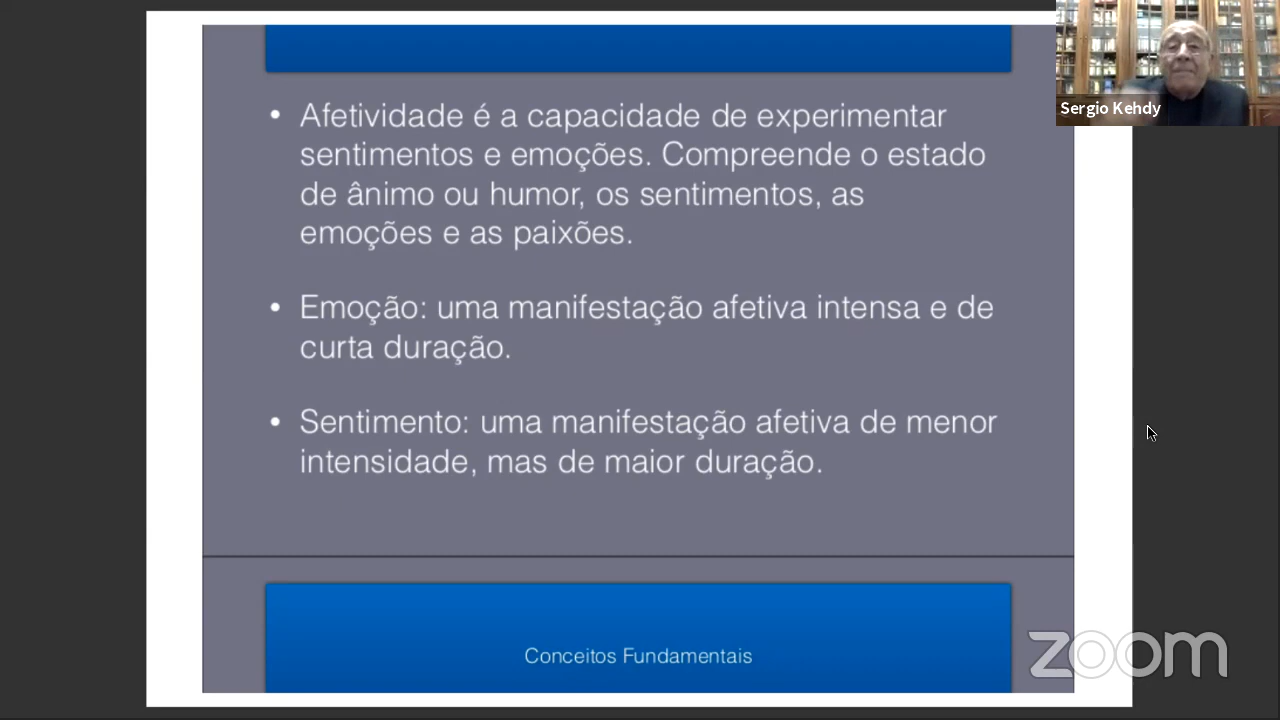 Sergio Kehdy
• Afetividade é a capacidade de experimentar
sentimentos e emoções. Compreende o estado
de ânimo ou humor, os sentimentos, as
emoções e as paixões.
• Emoção: uma manifestação afetiva intensa e de
curta duração.
• Sentimento: uma manifestação afetiva de menor
intensidade, mas de maior duração.
Conceitos Fundamentais
zoom